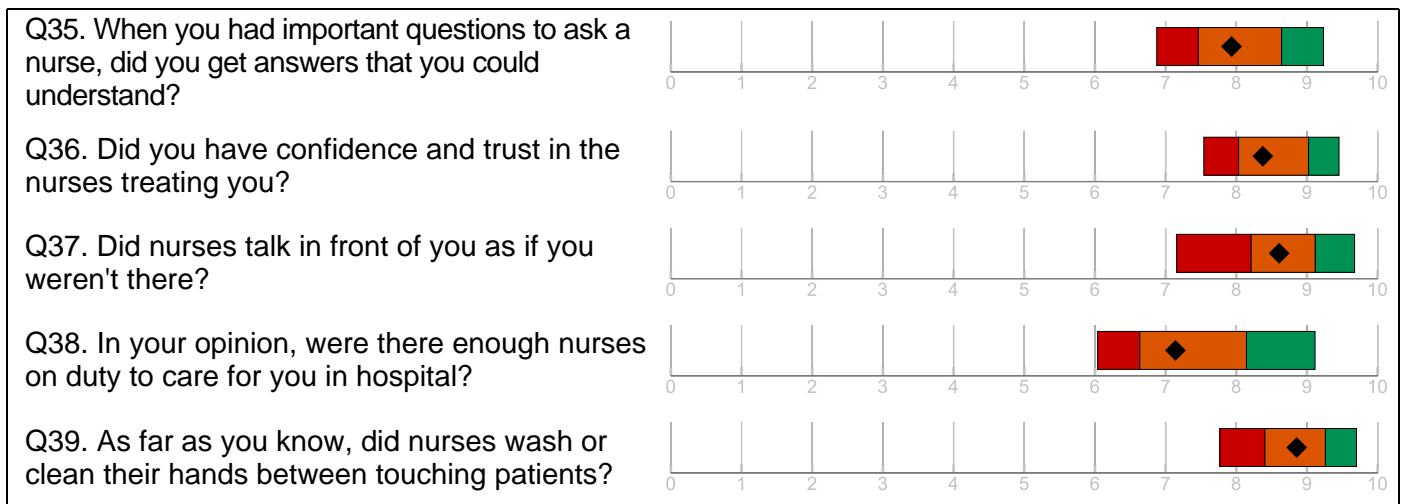 Q35. When you had important questions to ask a
nurse, did you get answers that you could
understand?
0 1 2 3 4 5 6 7 8 9 10
Q36. Did you have confidence and trust in the
nurses treating you?
0 1 2 3 4 5 6 7 8 9 10
Q37. Did nurses talk in front of you as if you
weren't there?
0 1 2 3 4 5 6 7 8 9 10
Q38. In your opinion, were there enough nurses
on duty to care for you in hospital?
0 1 2 3 4 5 6 7 8 9 10
Q39. As far as you know, did nurses wash or
clean their hands between touching patients?
0 1 2 3 4 5 6 7 8 9 10